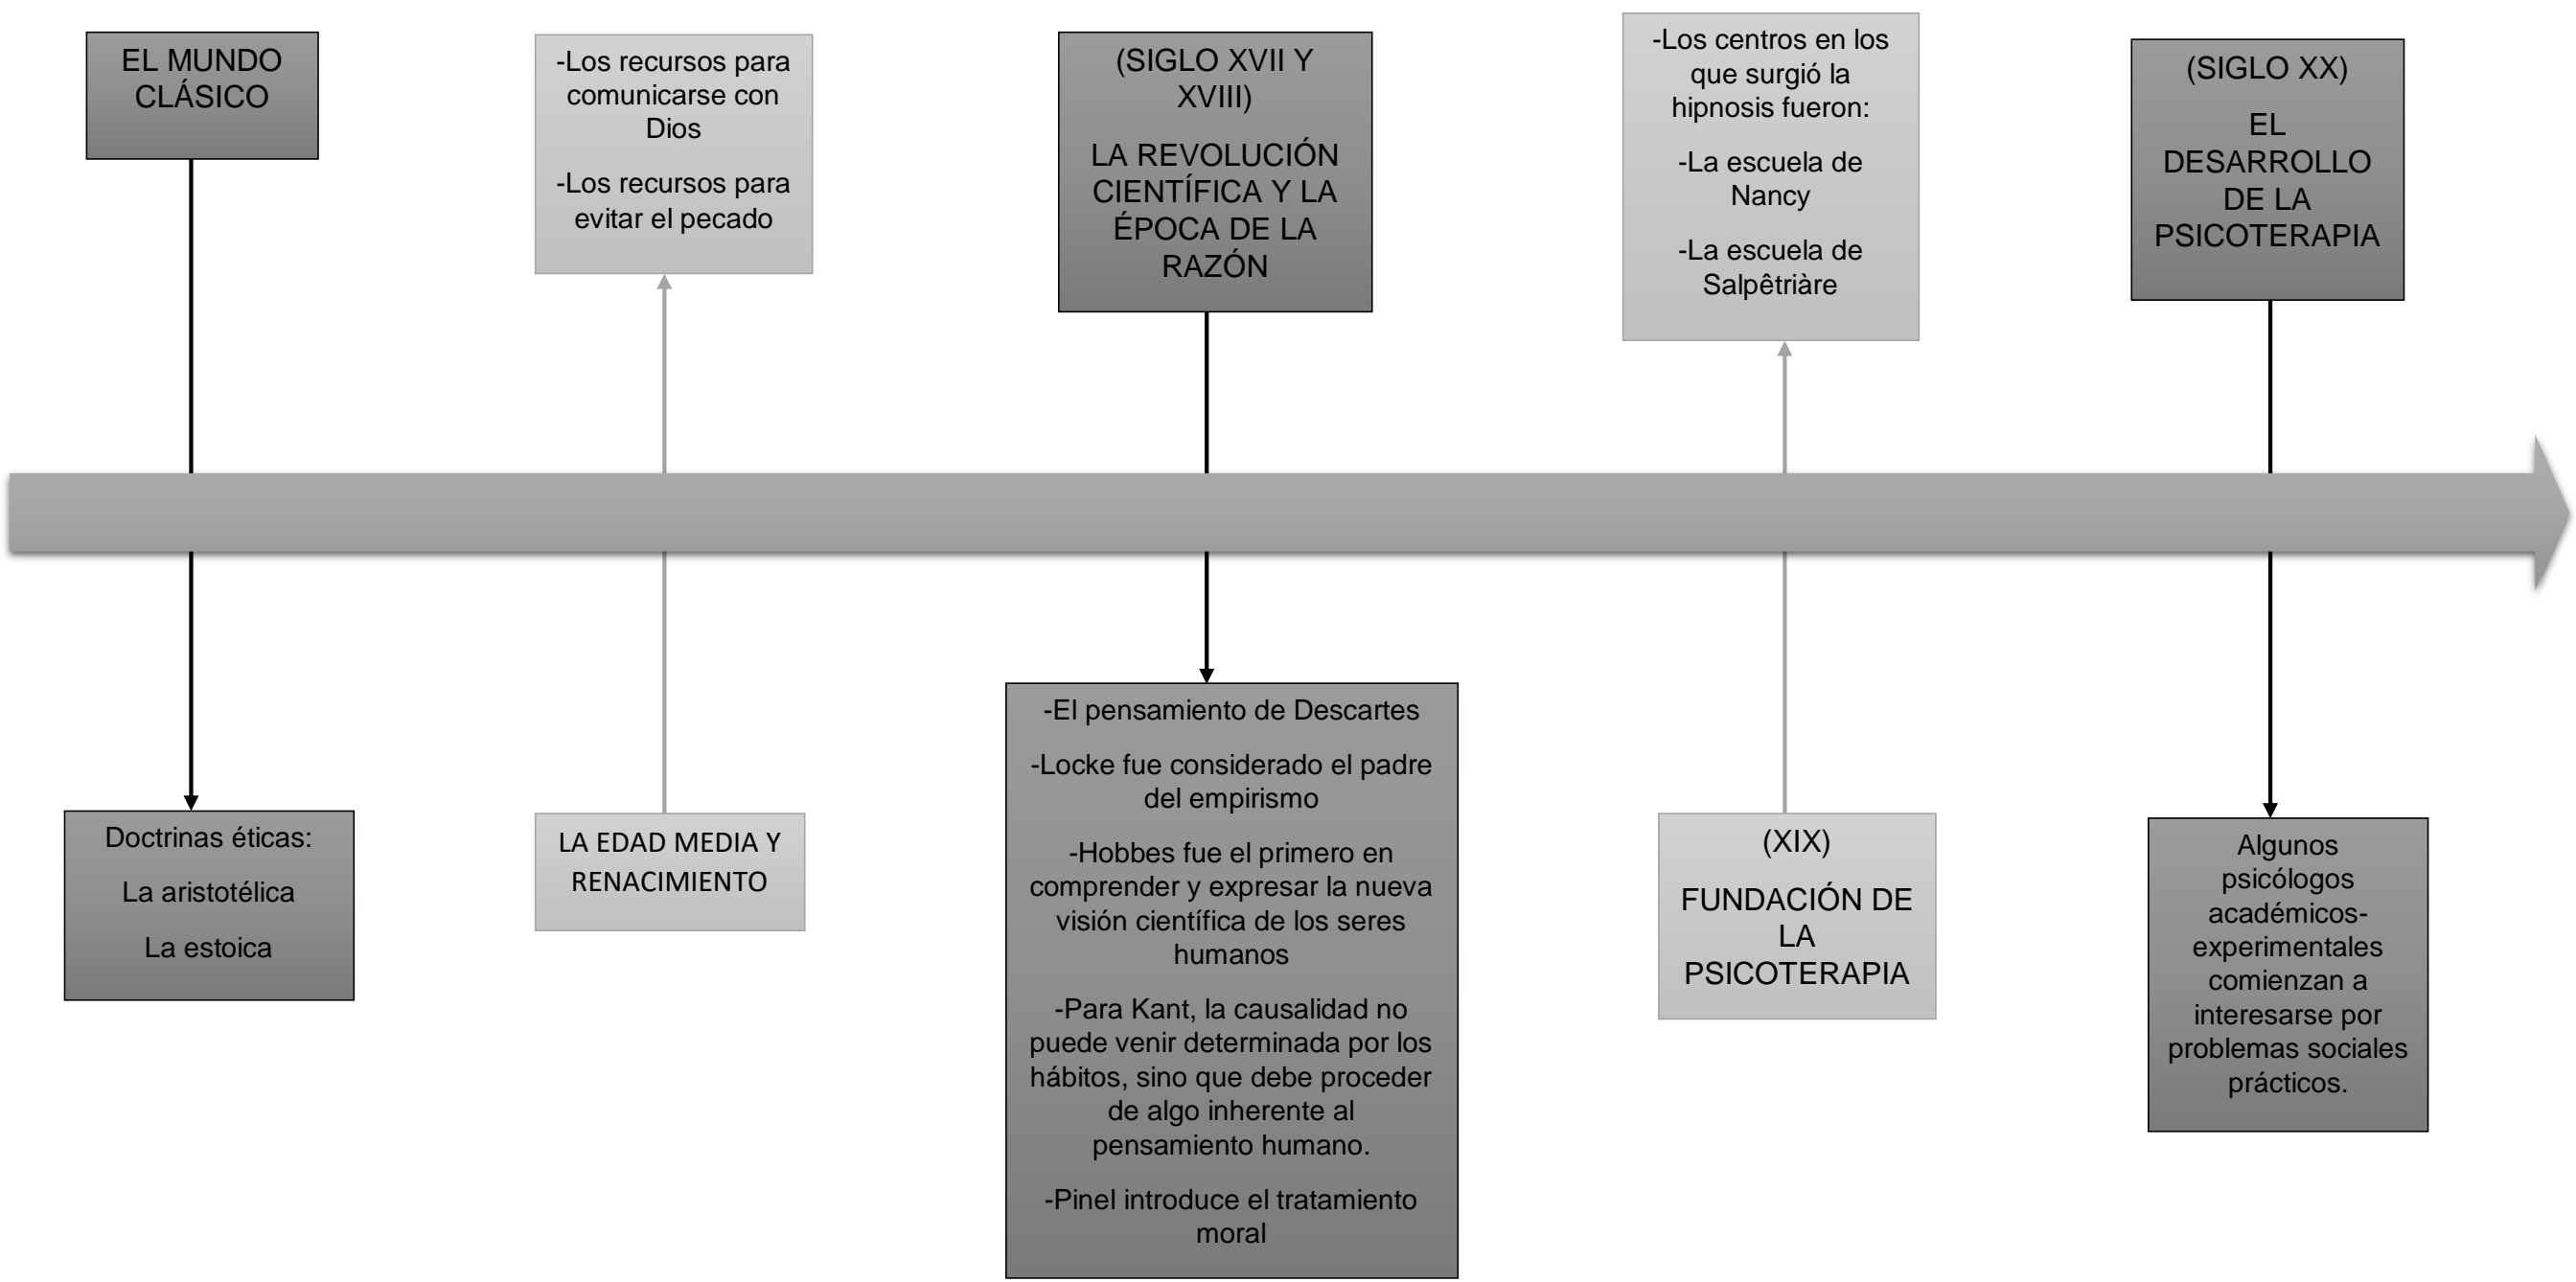 EL MUNDO
CLÁSICO
Doctrinas éticas:
La aristotélica
La estoica
-Los recursos para
comunicarse con
Dios
-Los recursos para
evitar el pecado
LA EDAD MEDIA Y
RENACIMIENTO
(SIGLO XVII Y
XVIII)
LA REVOLUCIÓN
CIENTÍFICA Y LA
ÉPOCA DE LA
RAZÓN
-El pensamiento de Descartes
-Locke fue considerado el padre
del empirismo
-Hobbes fue el primero en
comprender y expresar la nueva
visión científica de los seres
humanos
-Para Kant, la causalidad no
puede venir determinada por los
hábitos, sino que debe proceder
de algo inherente al
pensamiento humano.
-Pinel introduce el tratamiento
moral
-Los centros en los
que surgió la
hipnosis fueron:
-La escuela de
Nancy
-La escuela de
Salpêtriàre
(XIX)
FUNDACIÓN DE
LA
PSICOTERAPIA
(SIGLO XX)
EL
DESARROLLO
DE LA
PSICOTERAPIA
Algunos
psicólogos
académicos-
experimentales
comienzan a
interesarse por
problemas sociales
prácticos.